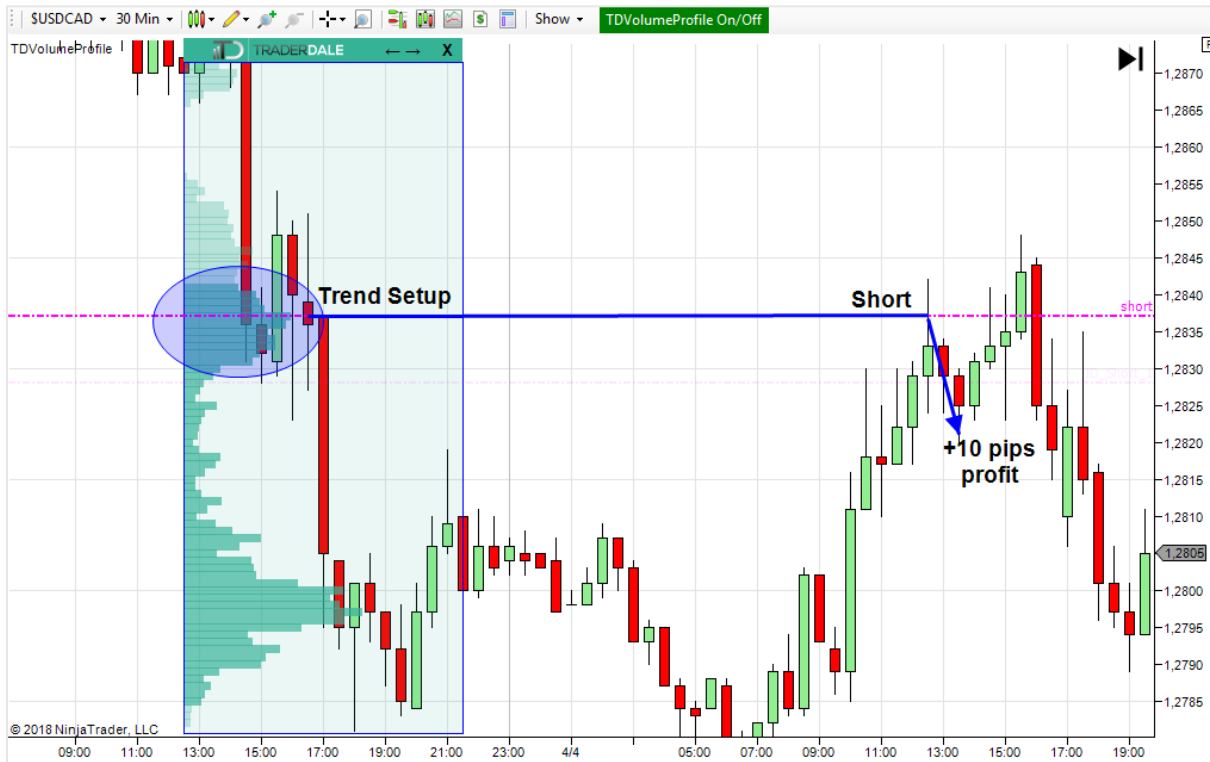 $USDCAD 30 Min Show TDVolumeProfile On/Off
TDVolumeProfile
TRADERDALE ←→ X
F
1,2870
1,2865
1,2860
1,2855
1,2850
1,2845
1,2840
1,2835
1,2830
1,2825
1,2820
1,2815
1,2810
1,2805
1,2800
1,2795
1,2790
1,2785
Trend Setup
Short
short
+10 pips
profit
© 2018 NinjaTrader, LLC
09:00 11:00 13:00 15:00 17:00 19:00 21:00 23:00 4/4 05:00 07:00 09:00 11:00 13:00 15:00 17:00 19:00